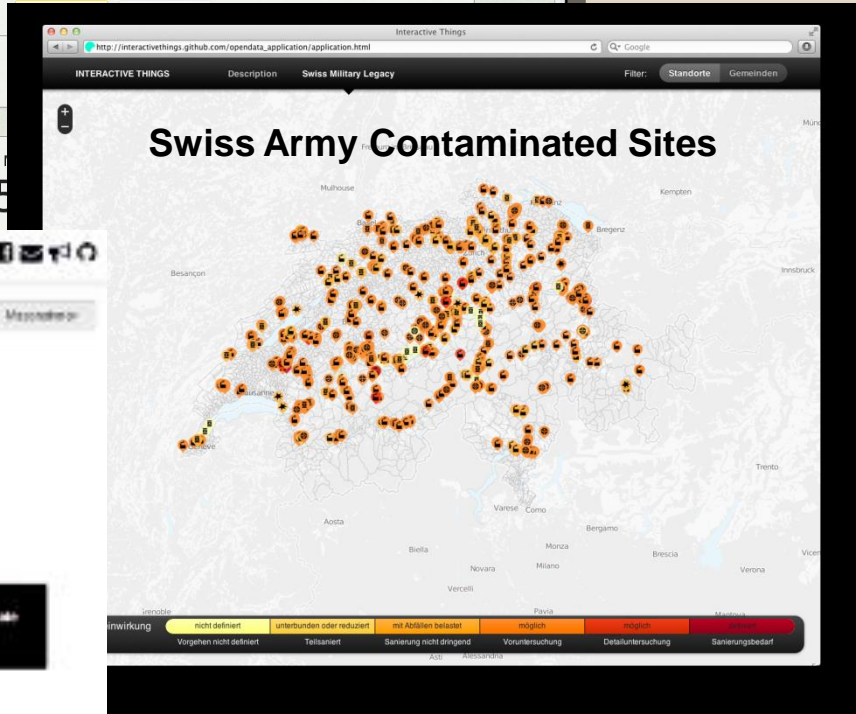 Interactive Things
http://interactivethings.github.com/opendata_application/application.html
Google
INTERACTIVE THINGS Description Swiss Military Legacy Filter: Standorte Gemeinden
Swiss Army Contaminated Sites
Mulhouse
Kempten
Bregenz
Besançon
Innsbruck
Lausanne
Genève
Trento
Varese Como
Aosta
Bergamo
Biella
Monza
Brescia
Novara
Milano
Verona
Vercelli
Pavia
Mantova
nicht definiert unterbunden oder reduziert mit Abfällen belastet möglich möglich
Vorgehen nicht definiert Teilsaniert Sanierung nicht dringend Voruntersuchung Detailuntersuchung Sanierungsbedarf
Asti Alessandria